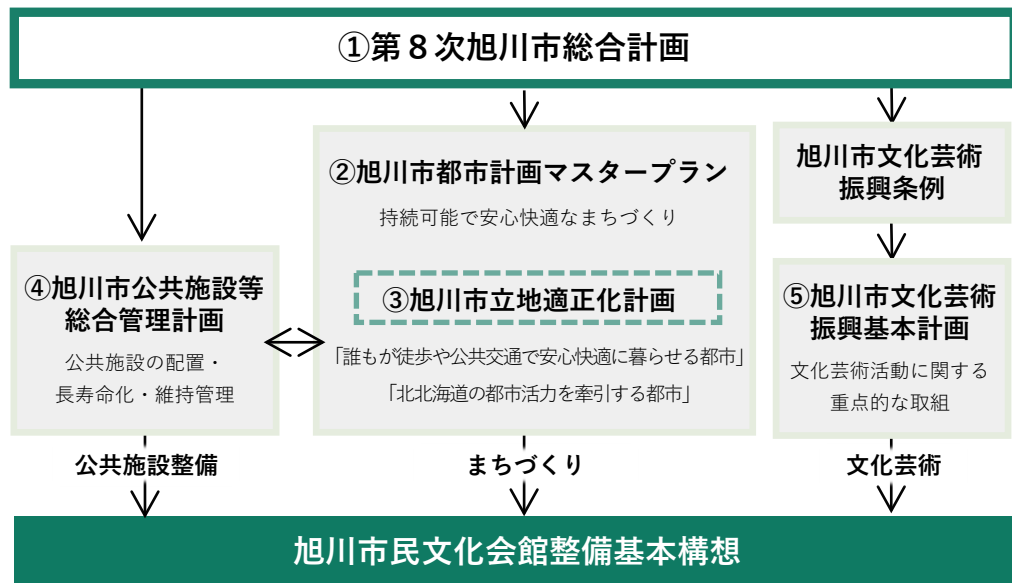 ①第８次旭川市総合計画
②旭川市都市計画マスタープラン
持続可能で安心快適なまちづくり
③旭川市立地適正化計画
「誰もが徒歩や公共交通で安心快適に暮らせる都市」
「北北海道の都市活力を牽引する都市」
旭川市文化芸術
振興条例
④旭川市公共施設等
総合管理計画
公共施設の配置・
長寿命化・維持管理
⑤旭川市文化芸術
振興基本計画
文化芸術活動に関する
重点的な取組
公共施設整備
まちづくり
文化芸術
旭川市民文化会館整備基本構想